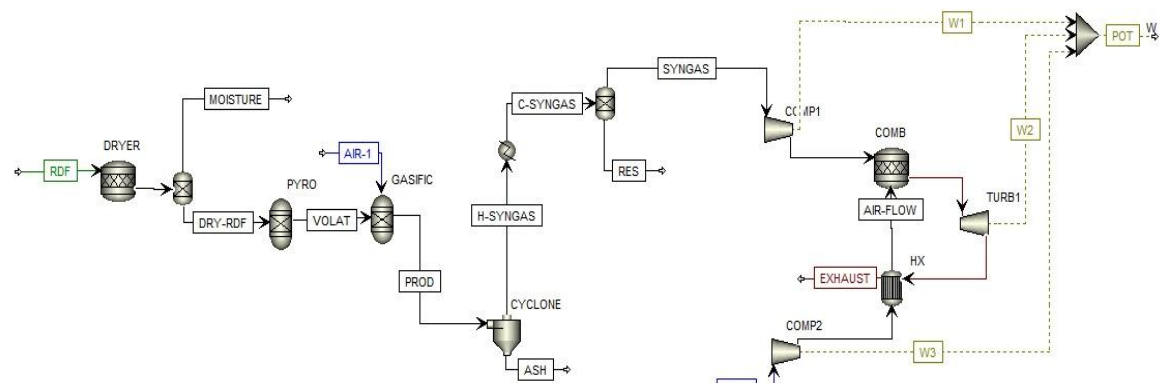 W1
POT
W
SYNGAS
C-SYNGAS
MOISTURE
COMP1
COMB
W2
DRYER
AIR-1
RDF
PYRO
GASIFIC
RES
TURB1
AIR-FLOW
H-SYNGAS
DRY-RDF
VOLAT
HX
EXHAUST
PROD
CYCLONE
COMP2
W3
ASH